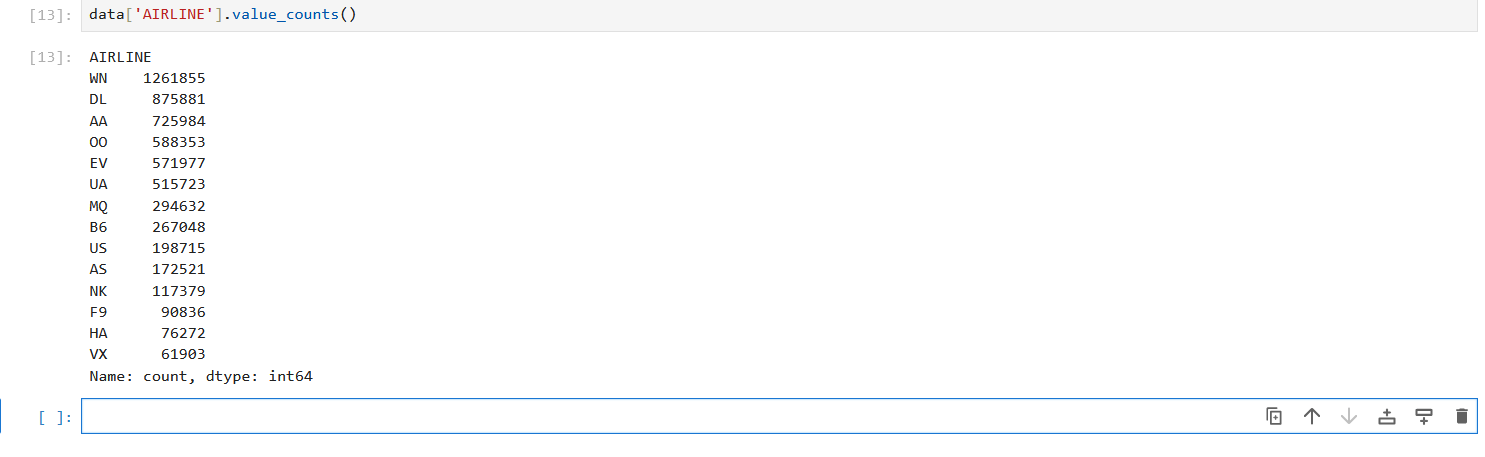 [13]: data['AIRLINE'].value_counts()
[13]: AIRLINE
WN 1261855
DL 875881
AA 725984
OO 588353
EV 571977
UA 515723
MQ 294632
B6 267048
US 198715
AS 172521
NK 117379
F9 90836
HA 76272
VX 61903
Name: count, dtype: int64
[ ]: